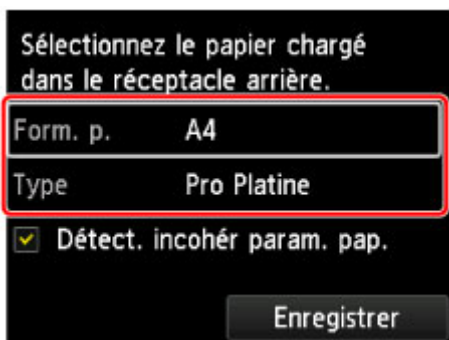 Sélectionnez le papier chargé
dans le réceptacle arrière.
Form. p. A4
Type Pro Platine
Détect. incohér param. pap.
Enregistrer